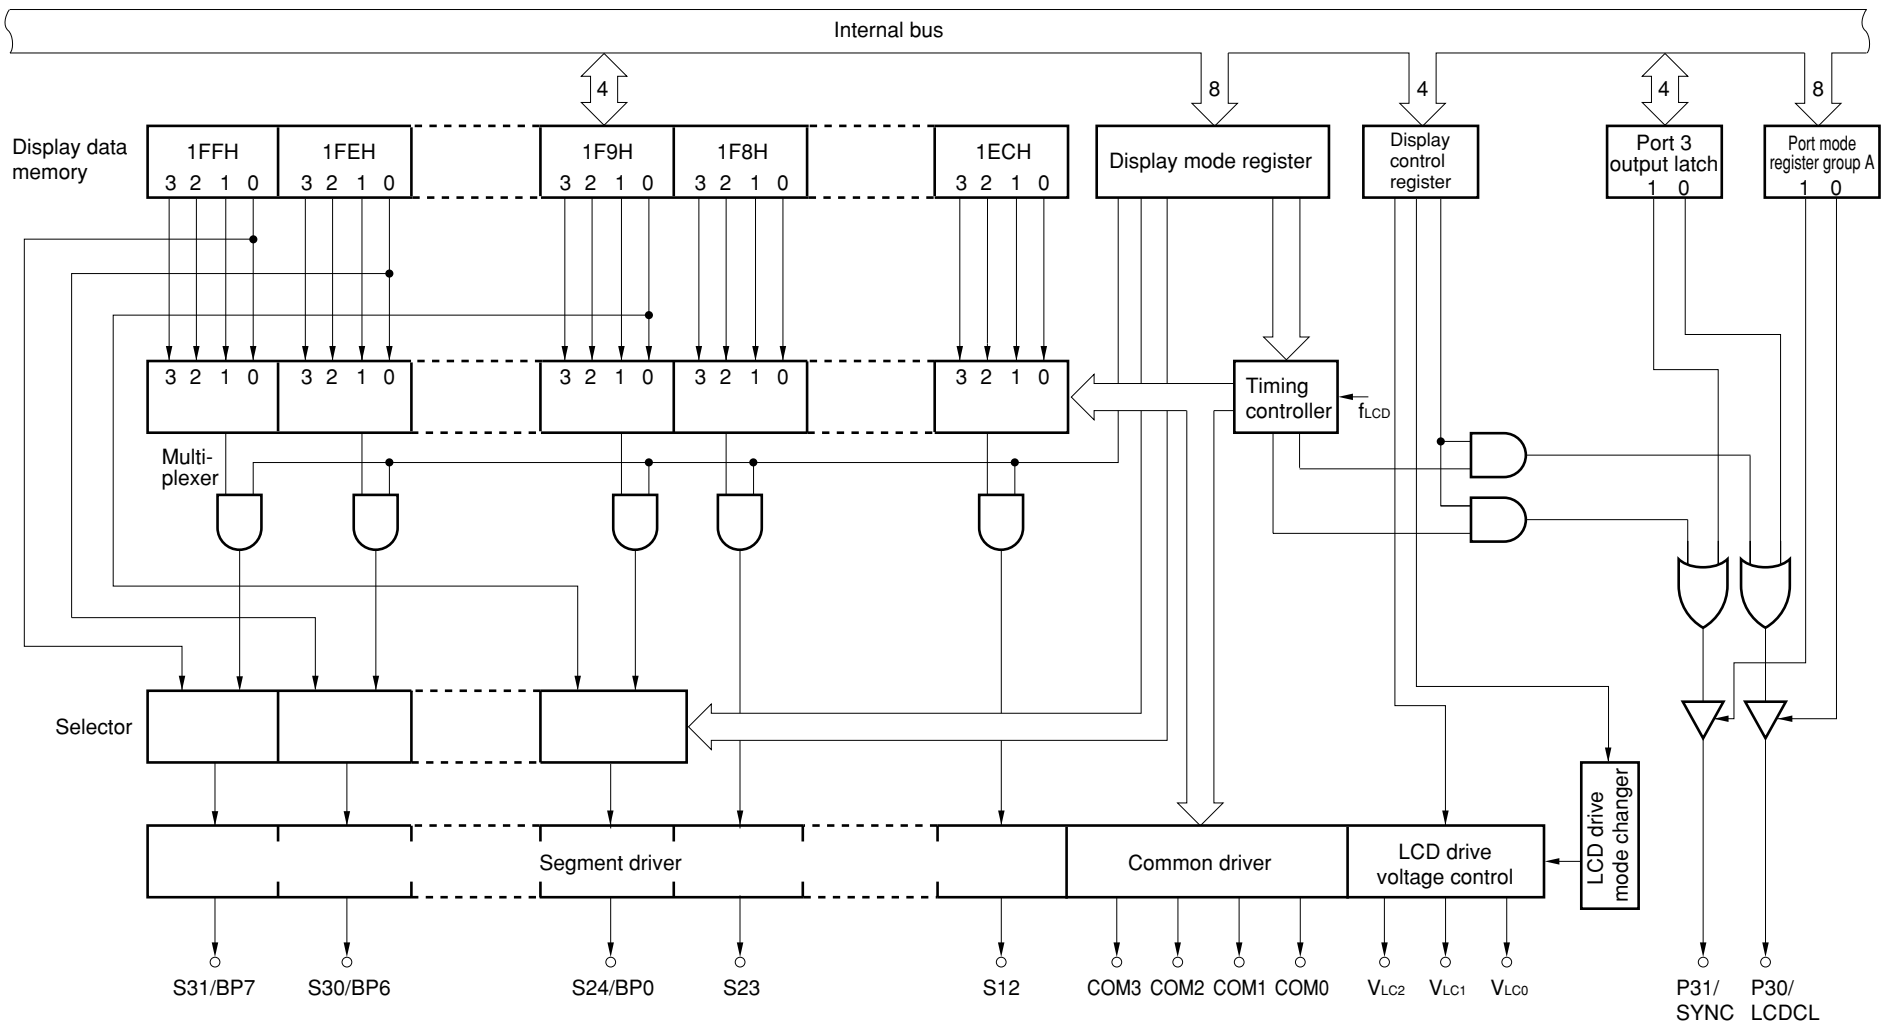 Internal bus
4 8 4 4 8
Display data
memory
1FFH 1FEH 1F9H 1F8H 1ECH
3 2 1 0 3 2 1 0 3 2 1 0 3 2 1 0 3 2 1 0
Display mode register
Display
control
register
Port 3
output latch
1 0
Port mode
register group A
1 0
3 2 1 0 3 2 1 0 3 2 1 0 3 2 1 0 3 2 1 0
Timing
controller
fLCD
Multi-
plexer
Selector
Segment driver
Common driver
LCD drive
voltage control
LCD drive
mode changer
S31/BP7 S30/BP6 S24/BP0 S23 S12 COM3 COM2 COM1 COM0 VLC2 VLC1 VLC0
P31/
SYNC
P30/
LCDCL